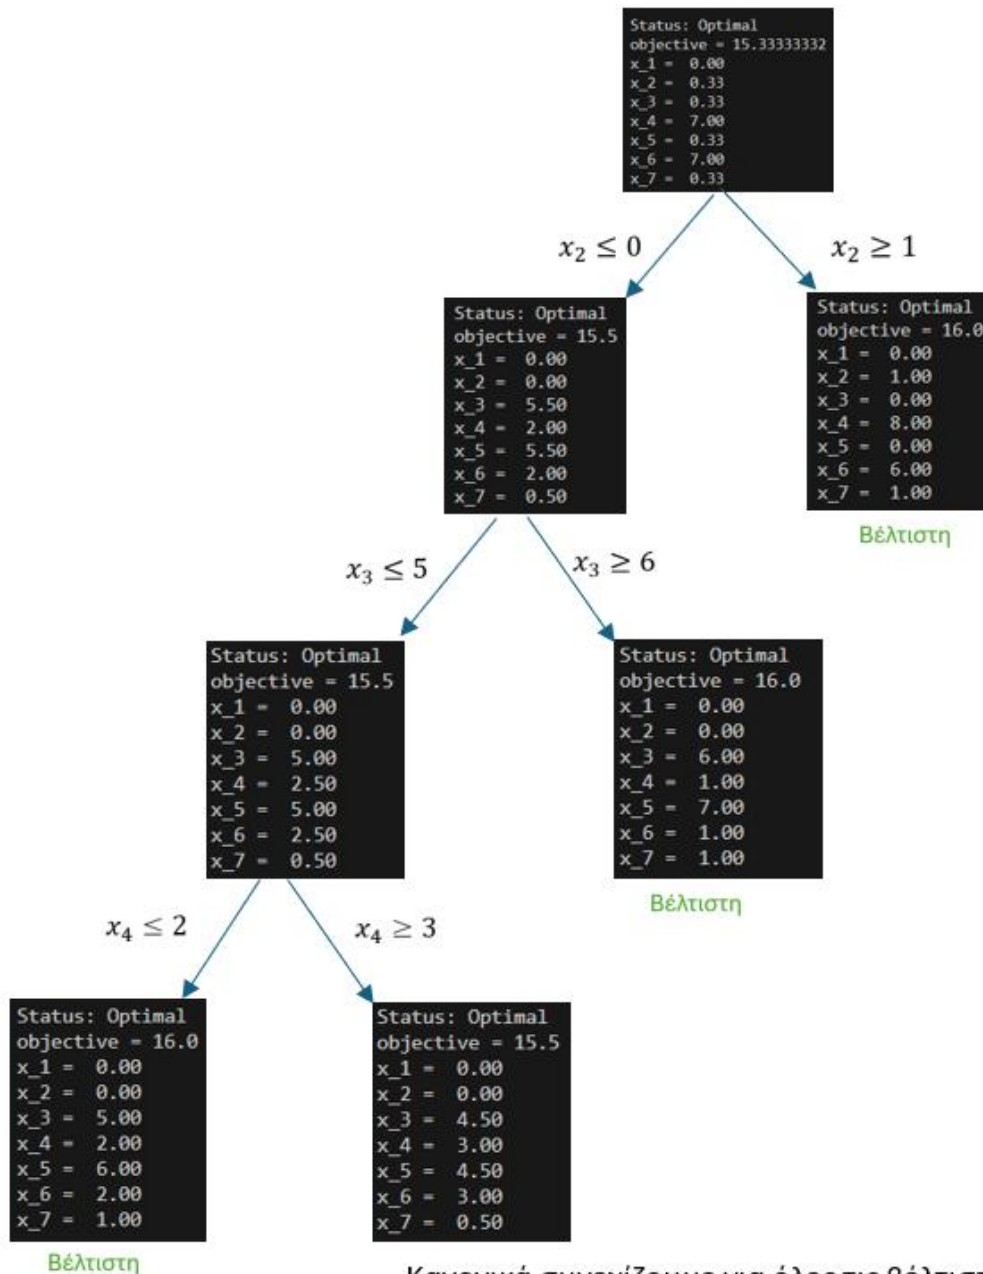 Status: Optimal
objective = 15.33333332
x_1 = 0.00
x_2 = 0.33
x_3 = 0.33
x_4 = 7.00
x_5 = 0.33
x_6 = 7.00
x_7 = 0.33
x₂ ≤ 0
x₂ ≥ 1
Status: Optimal
objective = 15.5
x_1 = 0.00
x_2 = 0.00
x_3 = 5.50
x_4 = 2.00
x_5 = 5.50
x_6 = 2.00
x_7 = 0.50
Status: Optimal
objective = 16.0
x_1 = 0.00
x_2 = 1.00
x_3 = 0.00
x_4 = 8.00
x_5 = 0.00
x_6 = 6.00
x_7 = 1.00
Βέλτιστη
x₃ ≤ 5
x₃ ≥ 6
Status: Optimal
objective = 15.5
x_1 = 0.00
x_2 = 0.00
x_3 = 5.00
x_4 = 2.50
x_5 = 5.00
x_6 = 2.50
x_7 = 0.50
Status: Optimal
objective = 16.0
x_1 = 0.00
x_2 = 0.00
x_3 = 6.00
x_4 = 1.00
x_5 = 7.00
x_6 = 1.00
x_7 = 1.00
Βέλτιστη
x₄ ≤ 2
x₄ ≥ 3
Status: Optimal
objective = 16.0
x_1 = 0.00
x_2 = 0.00
x_3 = 5.00
x_4 = 2.00
x_5 = 6.00
x_6 = 2.00
x_7 = 1.00
Status: Optimal
objective = 15.5
x_1 = 0.00
x_2 = 0.00
x_3 = 4.50
x_4 = 3.00
x_5 = 4.50
x_6 = 3.00
x_7 = 0.50
Βέλτιστη